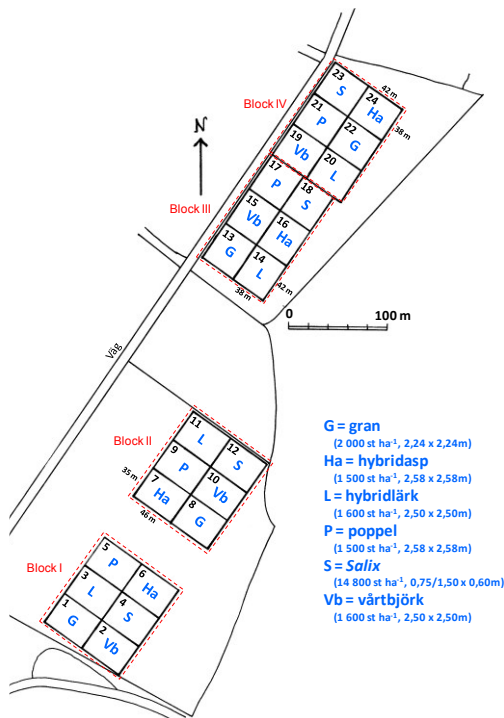 23
S
42 m
24
Ha
Block IV
21
P
22
G
38 m
N
19
Vb
20
L
17
P
18
S
Block III
15
Vb
16
Ha
13
G
14
L
42 m
38 m
0 100 m
Väg
11
L
12
S
Block II
9
P
10
Vb
35 m
7
Ha
8
G
46 m
5
P
6
Ha
Block I
3
L
4
S
1
G
2
Vb
G = gran
(2 000 st ha⁻¹, 2,24 x 2,24m)
Ha = hybridasp
(1 500 st ha⁻¹, 2,58 x 2,58m)
L = hybridlärk
(1 600 st ha⁻¹, 2,50 x 2,50m)
P = poppel
(1 500 st ha⁻¹, 2,58 x 2,58m)
S = Salix
(14 800 st ha⁻¹, 0,75/1,50 x 0,60m)
Vb = vårtbjörk
(1 600 st ha⁻¹, 2,50 x 2,50m)